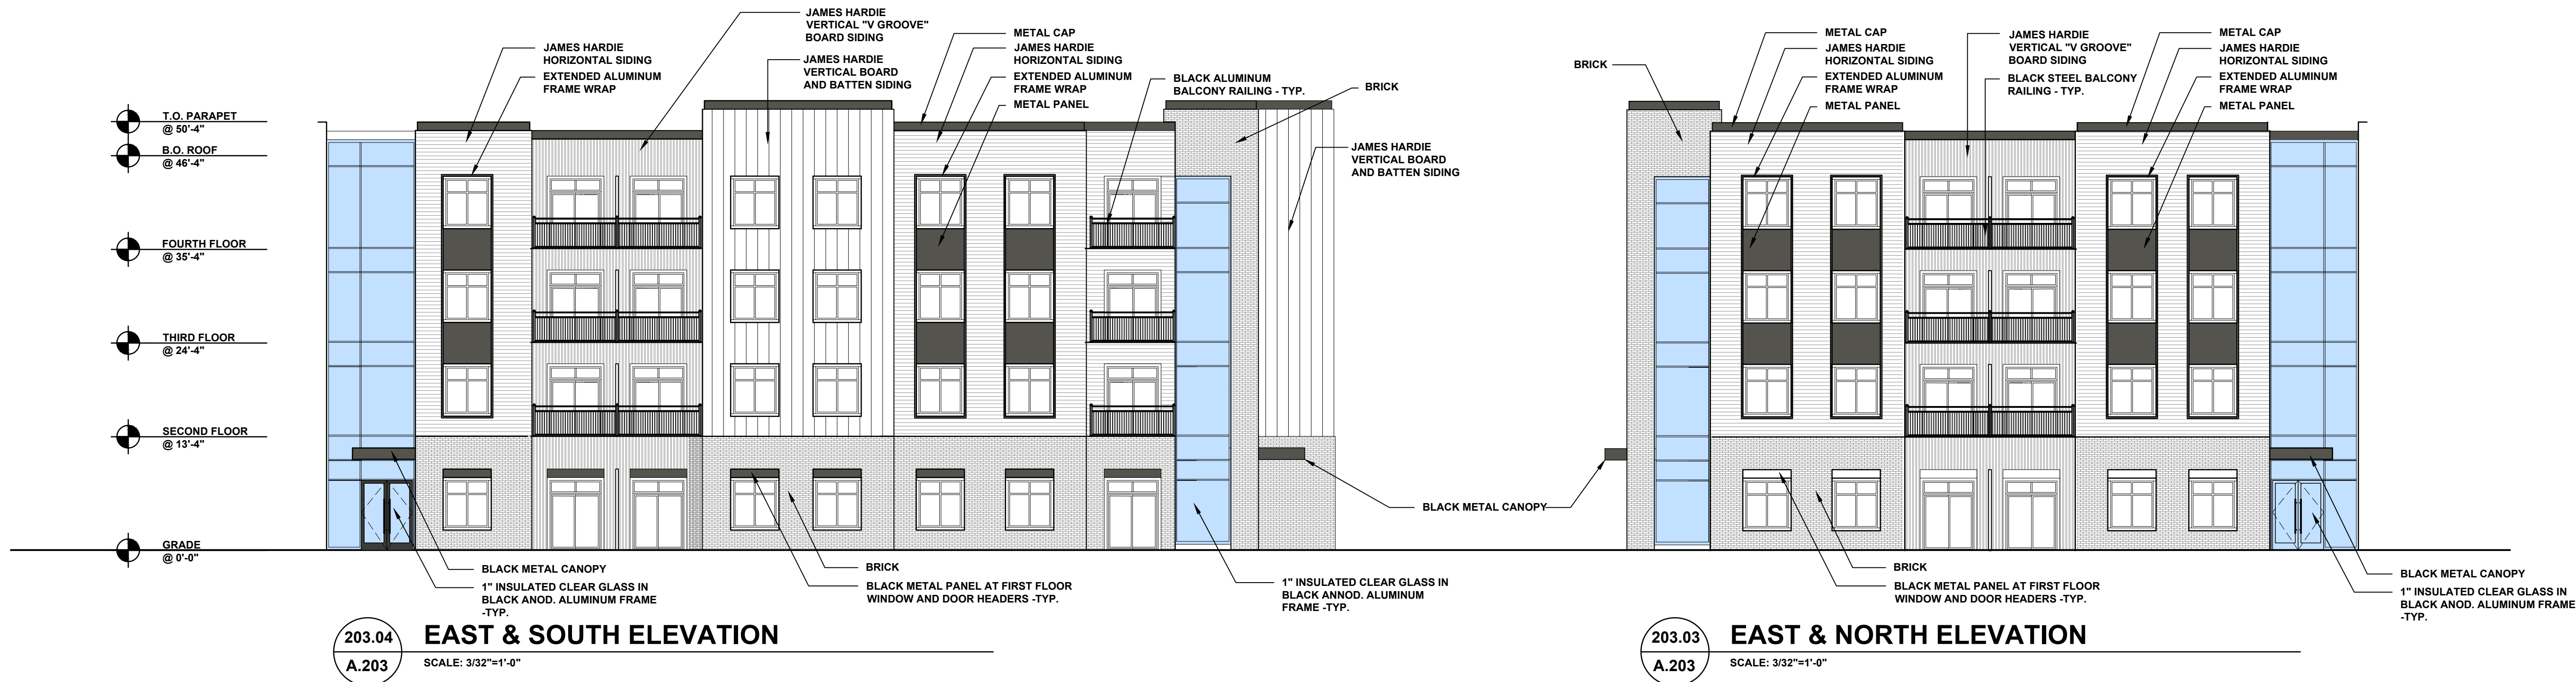 JAMES HARDIE
VERTICAL "V GROOVE"
BOARD SIDING
JAMES HARDIE
HORIZONTAL SIDING
EXTENDED ALUMINUM
FRAME WRAP
JAMES HARDIE
VERTICAL BOARD
AND BATTEN SIDING
METAL CAP
JAMES HARDIE
HORIZONTAL SIDING
EXTENDED ALUMINUM
FRAME WRAP
METAL PANEL
BLACK ALUMINUM
BALCONY RAILING - TYP.
BRICK
JAMES HARDIE
VERTICAL BOARD
AND BATTEN SIDING
T.O. PARAPET
@ 50'-4"
B.O. ROOF
@ 46'-4"
FOURTH FLOOR
@ 35'-4"
THIRD FLOOR
@ 24'-4"
SECOND FLOOR
@ 13'-4"
GRADE
@ 0'-0"
BLACK METAL CANOPY
1" INSULATED CLEAR GLASS IN
BLACK ANOD. ALUMINUM FRAME
-TYP.
BRICK
BLACK METAL PANEL AT FIRST FLOOR
WINDOW AND DOOR HEADERS -TYP.
1" INSULATED CLEAR GLASS IN
BLACK ANNOD. ALUMINUM
FRAME -TYP.
BLACK METAL CANOPY
203.04
A.203
EAST & SOUTH ELEVATION
SCALE: 3/32"=1'-0"
BRICK
METAL CAP
JAMES HARDIE
HORIZONTAL SIDING
EXTENDED ALUMINUM
FRAME WRAP
METAL PANEL
JAMES HARDIE
VERTICAL "V GROOVE"
BOARD SIDING
BLACK STEEL BALCONY
RAILING - TYP.
METAL CAP
JAMES HARDIE
HORIZONTAL SIDING
EXTENDED ALUMINUM
FRAME WRAP
METAL PANEL
BRICK
BLACK METAL PANEL AT FIRST FLOOR
WINDOW AND DOOR HEADERS -TYP.
BLACK METAL CANOPY
1" INSULATED CLEAR GLASS IN
BLACK ANOD. ALUMINUM FRAME
-TYP.
203.03
A.203
EAST & NORTH ELEVATION
SCALE: 3/32"=1'-0"